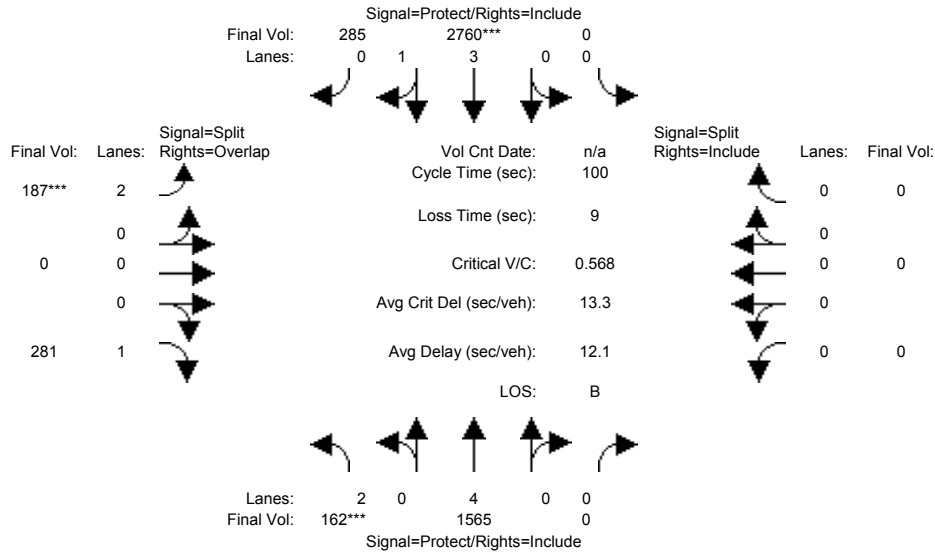 Signal=Protect/Rights=Include
Final Vol: 285 2760*** 0
Lanes: 0 1 3 0 0
Signal=Split Signal=Split
Final Vol: Lanes: Rights=Overlap Vol Cnt Date: n/a Rights=Include Lanes: Final Vol:
Cycle Time (sec): 100
187*** 2 0 0
Loss Time (sec): 9
0 0
0 0 Critical V/C: 0.568 0 0
0 Avg Crit Del (sec/veh): 13.3 0
281 1 Avg Delay (sec/veh): 12.1 0 0
LOS: B
Lanes: 2 0 4 0 0
Final Vol: 162*** 1565 0
Signal=Protect/Rights=Include